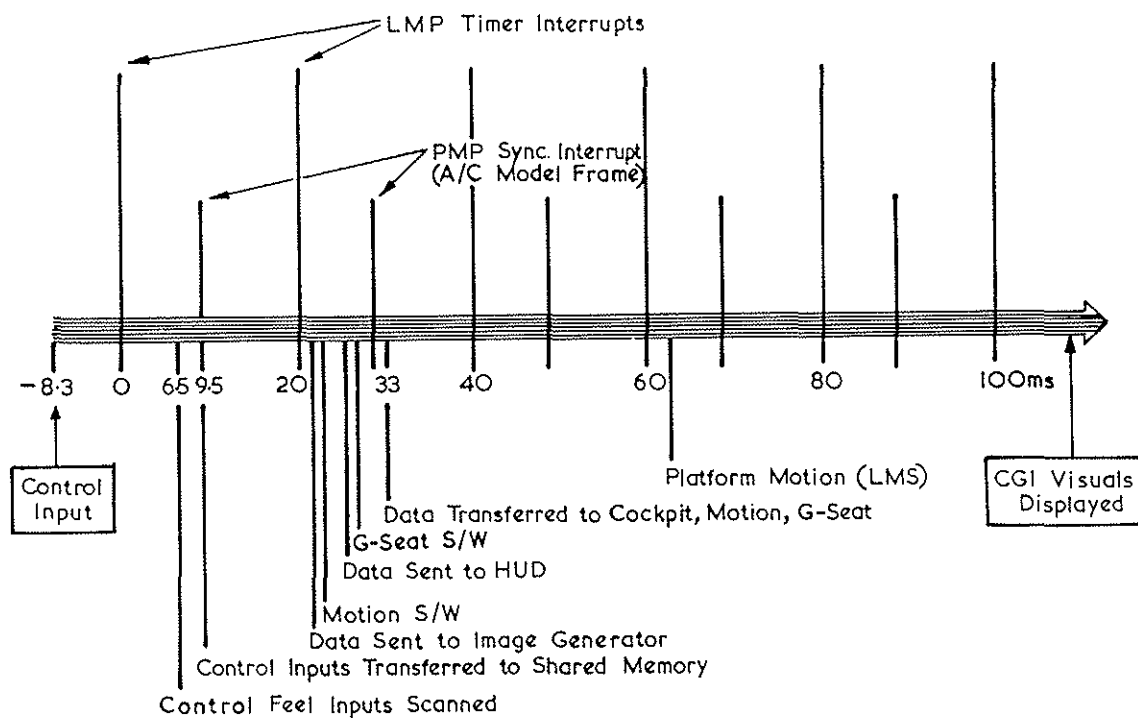 LMP Timer Interrupts
PMP Sync. Interrupt
(A/C Model Frame)
-8·3
0
6·5
9·5
20
33
40
60
80
100ms
Control
Input
Platform Motion (LMS)
CGI Visuals
Displayed
Data Transferred to Cockpit, Motion, G-Seat
G-Seat S/W
Data Sent to HUD
Motion S/W
Data Sent to Image Generator
Control Inputs Transferred to Shared Memory
Control Feel Inputs Scanned